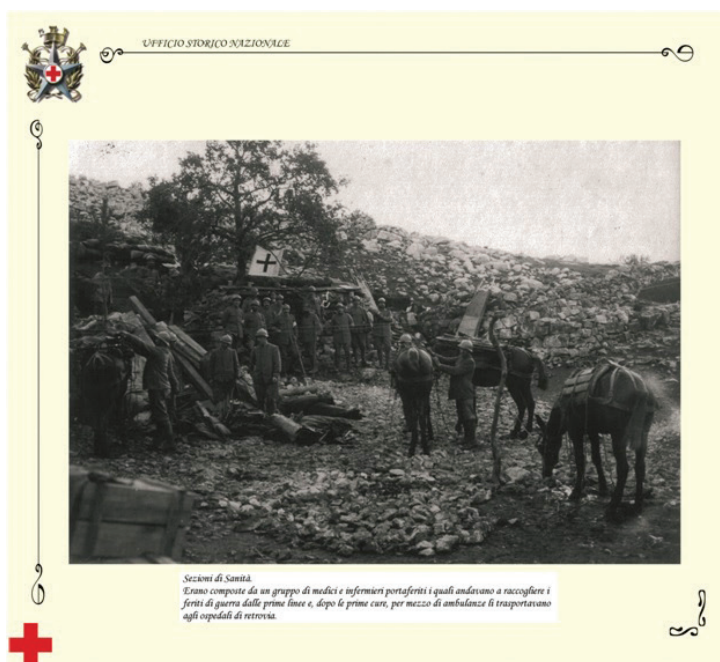 UFFICIO STORICO NAZIONALE
Sezioni di Sanità.
Erano composte da un gruppo di medici e infermieri portaferiti i quali andavano a raccogliere i
feriti di guerra dalle prime linee e, dopo le prime cure, per mezzo di ambulanze li trasportavano
agli ospedali di retrovia.